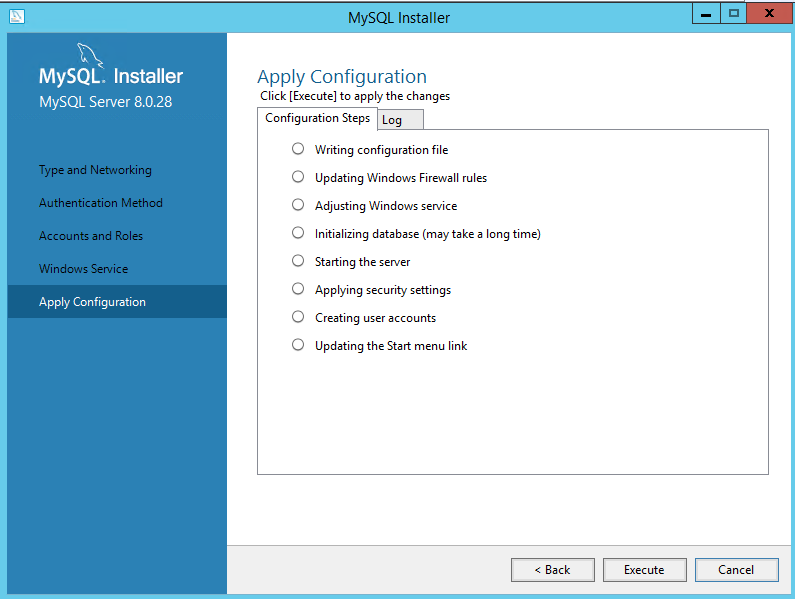 MySQL Installer
MySQL. Installer
MySQL Server 8.0.28
Type and Networking
Authentication Method
Accounts and Roles
Windows Service
Apply Configuration
Apply Configuration
Click [Execute] to apply the changes
Configuration Steps
Log
Writing configuration file
Updating Windows Firewall rules
Adjusting Windows service
Initializing database (may take a long time)
Starting the server
Applying security settings
Creating user accounts
Updating the Start menu link
< Back
Execute
Cancel